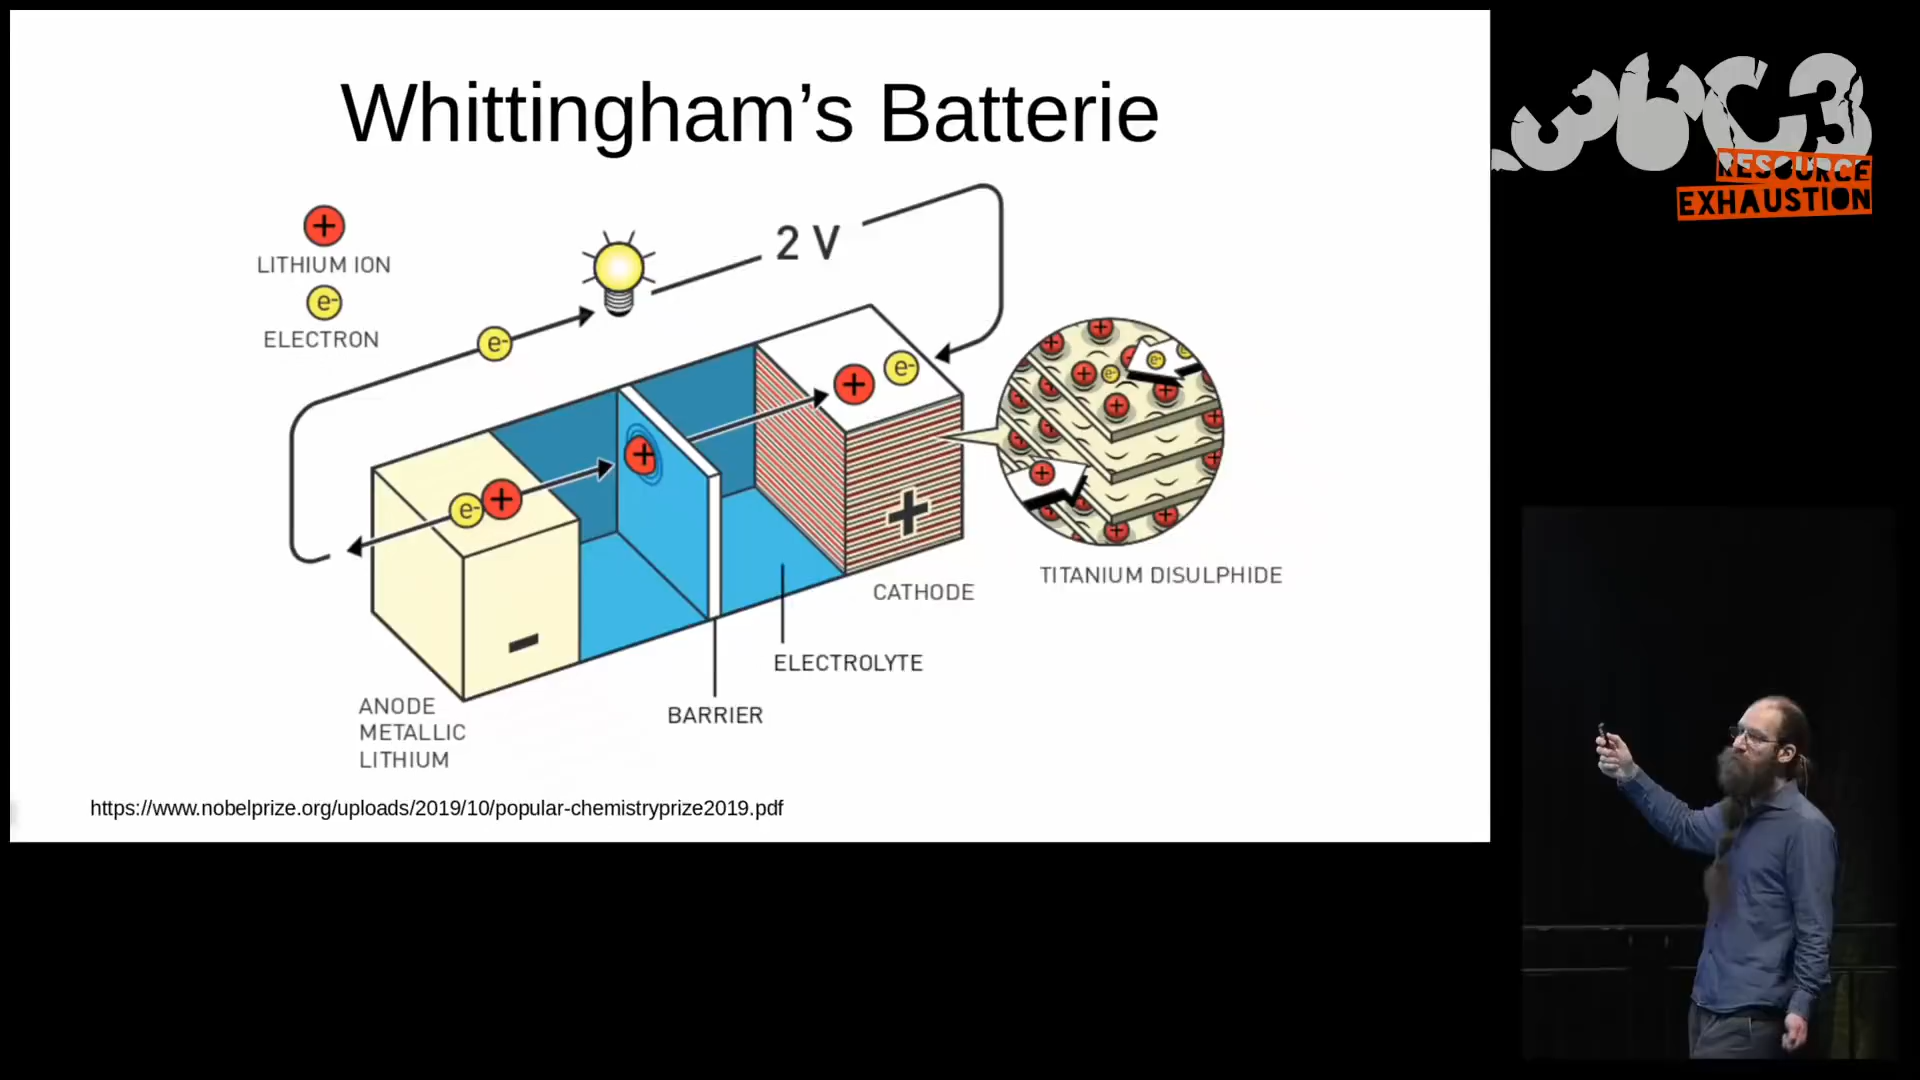 Whittingham's Batterie
36C3
RESOURCE
EXHAUSTION
+
LITHIUM ION
e-
ELECTRON
2 V
e-
+
e-
+
e-
+
+
-
TITANIUM DISULPHIDE
CATHODE
ELECTROLYTE
BARRIER
ANODE
METALLIC
LITHIUM
https://www.nobelprize.org/uploads/2019/10/popular-chemistryprize2019.pdf